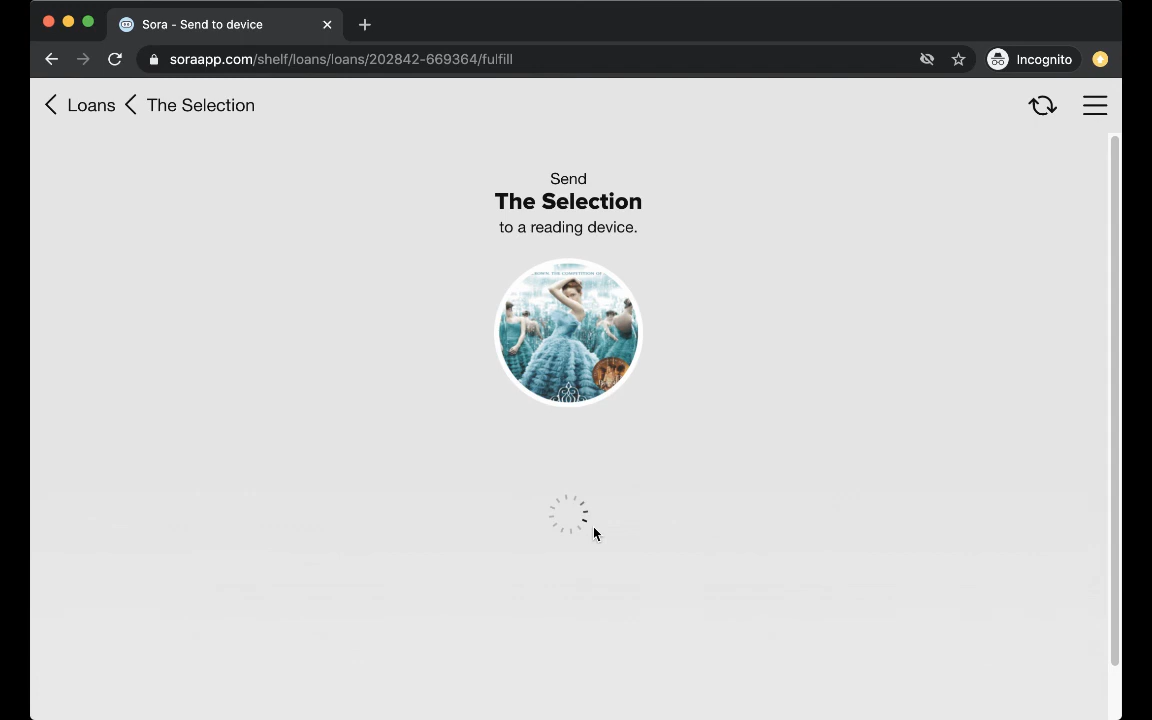 Sora - Send to device
soraapp.com/shelf/loans/loans/202842-669364/fulfill
Incognito
Loans
The Selection
Send
The Selection
to a reading device.